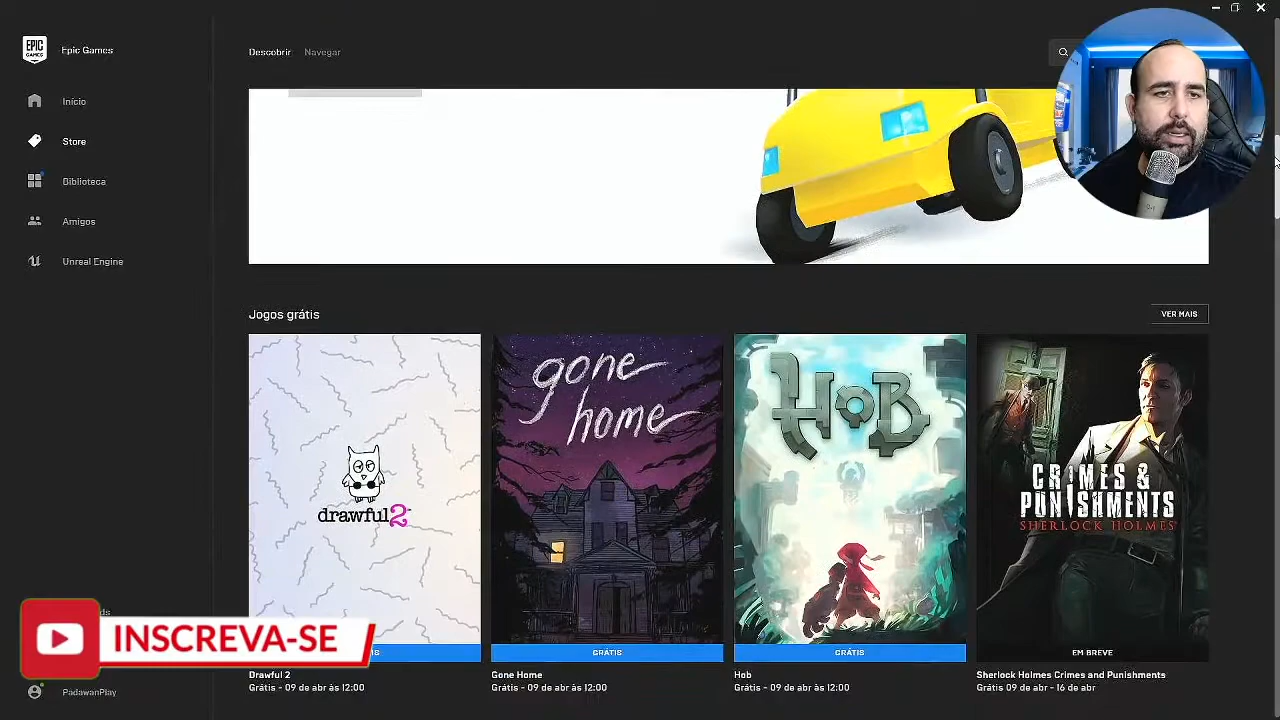 EPIC
GAMES
Epic Games
Descobrir
Navegar
Início
Store
Biblioteca
Amigos
Unreal Engine
Jogos grátis
VER MAIS
drawful 2
gone
home
GRÁTIS
HOB
GRÁTIS
CRIMES &
PUNISHMENTS
SHERLOCK HOLMES
EM BREVE
INSCREVA-SE
Drawful 2
Grátis - 09 de abr às 12:00
Gone Home
Grátis - 09 de abr às 12:00
Hob
Grátis - 09 de abr às 12:00
Sherlock Holmes Crimes and Punishments
Grátis 09 de abr - 16 de abr
PadawanPlay